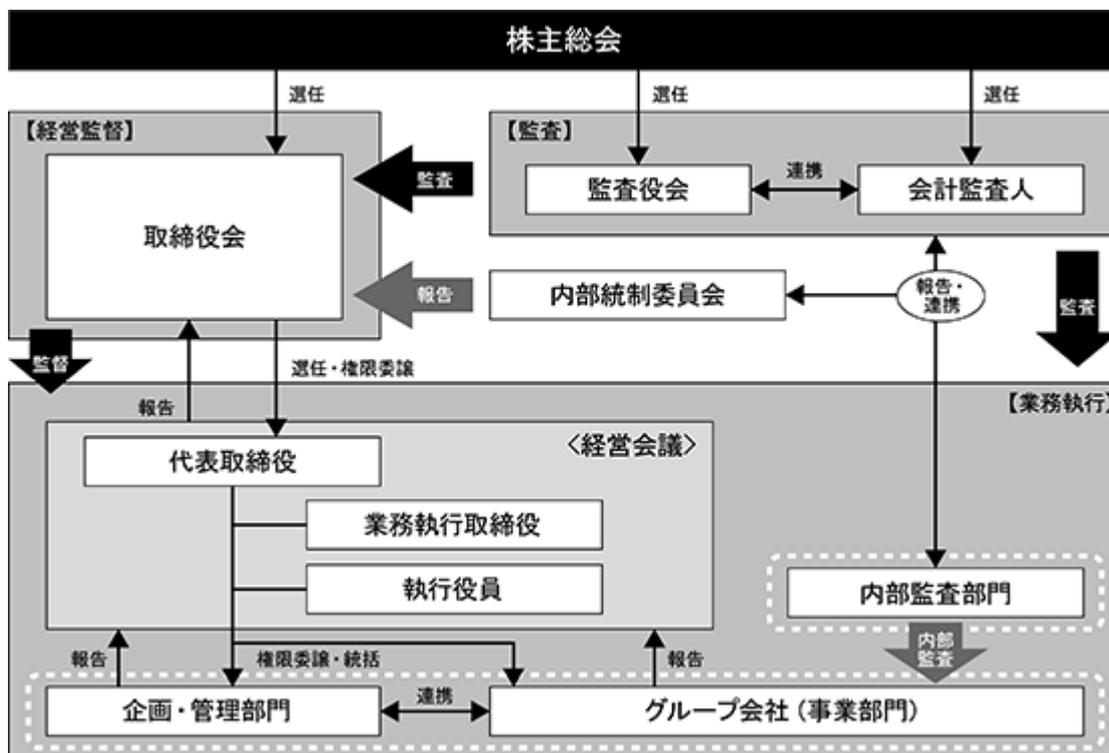 株主総会
選任
選任
選任
【経営監督】
【監査】
取締役会
監査
監査役会
連携
会計監査人
報告
内部統制委員会
報告・
連携
監査
監督
選任・権限委譲
報告
【業務執行】
〈経営会議〉
代表取締役
業務執行取締役
執行役員
内部監査部門
報告
権限委譲・統括
報告
内部
監査
企画・管理部門
連携
グループ会社（事業部門）